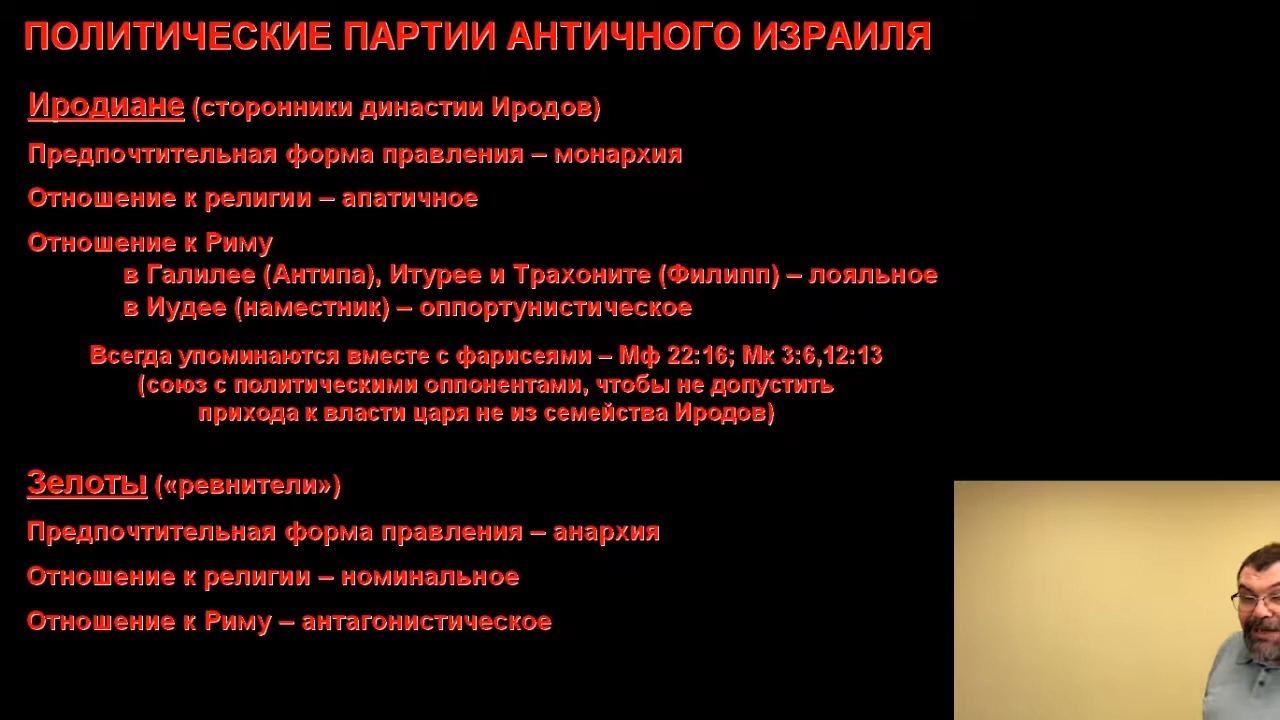 ПОЛИТИЧЕСКИЕ ПАРТИИ АНТИЧНОГО ИЗРАИЛЯ
Иродиане (сторонники династии Иродов)
Предпочтительная форма правления – монархия
Отношение к религии – апатичное
Отношение к Риму
в Галилее (Антипа), Итурее и Трахоните (Филипп) – лояльное
в Иудее (наместник) – оппортунистическое
Всегда упоминаются вместе с фарисеями – Мф 22:16; Мк 3:6,12:13
(союз с политическими оппонентами, чтобы не допустить
прихода к власти царя не из семейства Иродов)
Зелоты («ревнители»)
Предпочтительная форма правления – анархия
Отношение к религии – номинальное
Отношение к Риму – антагонистическое